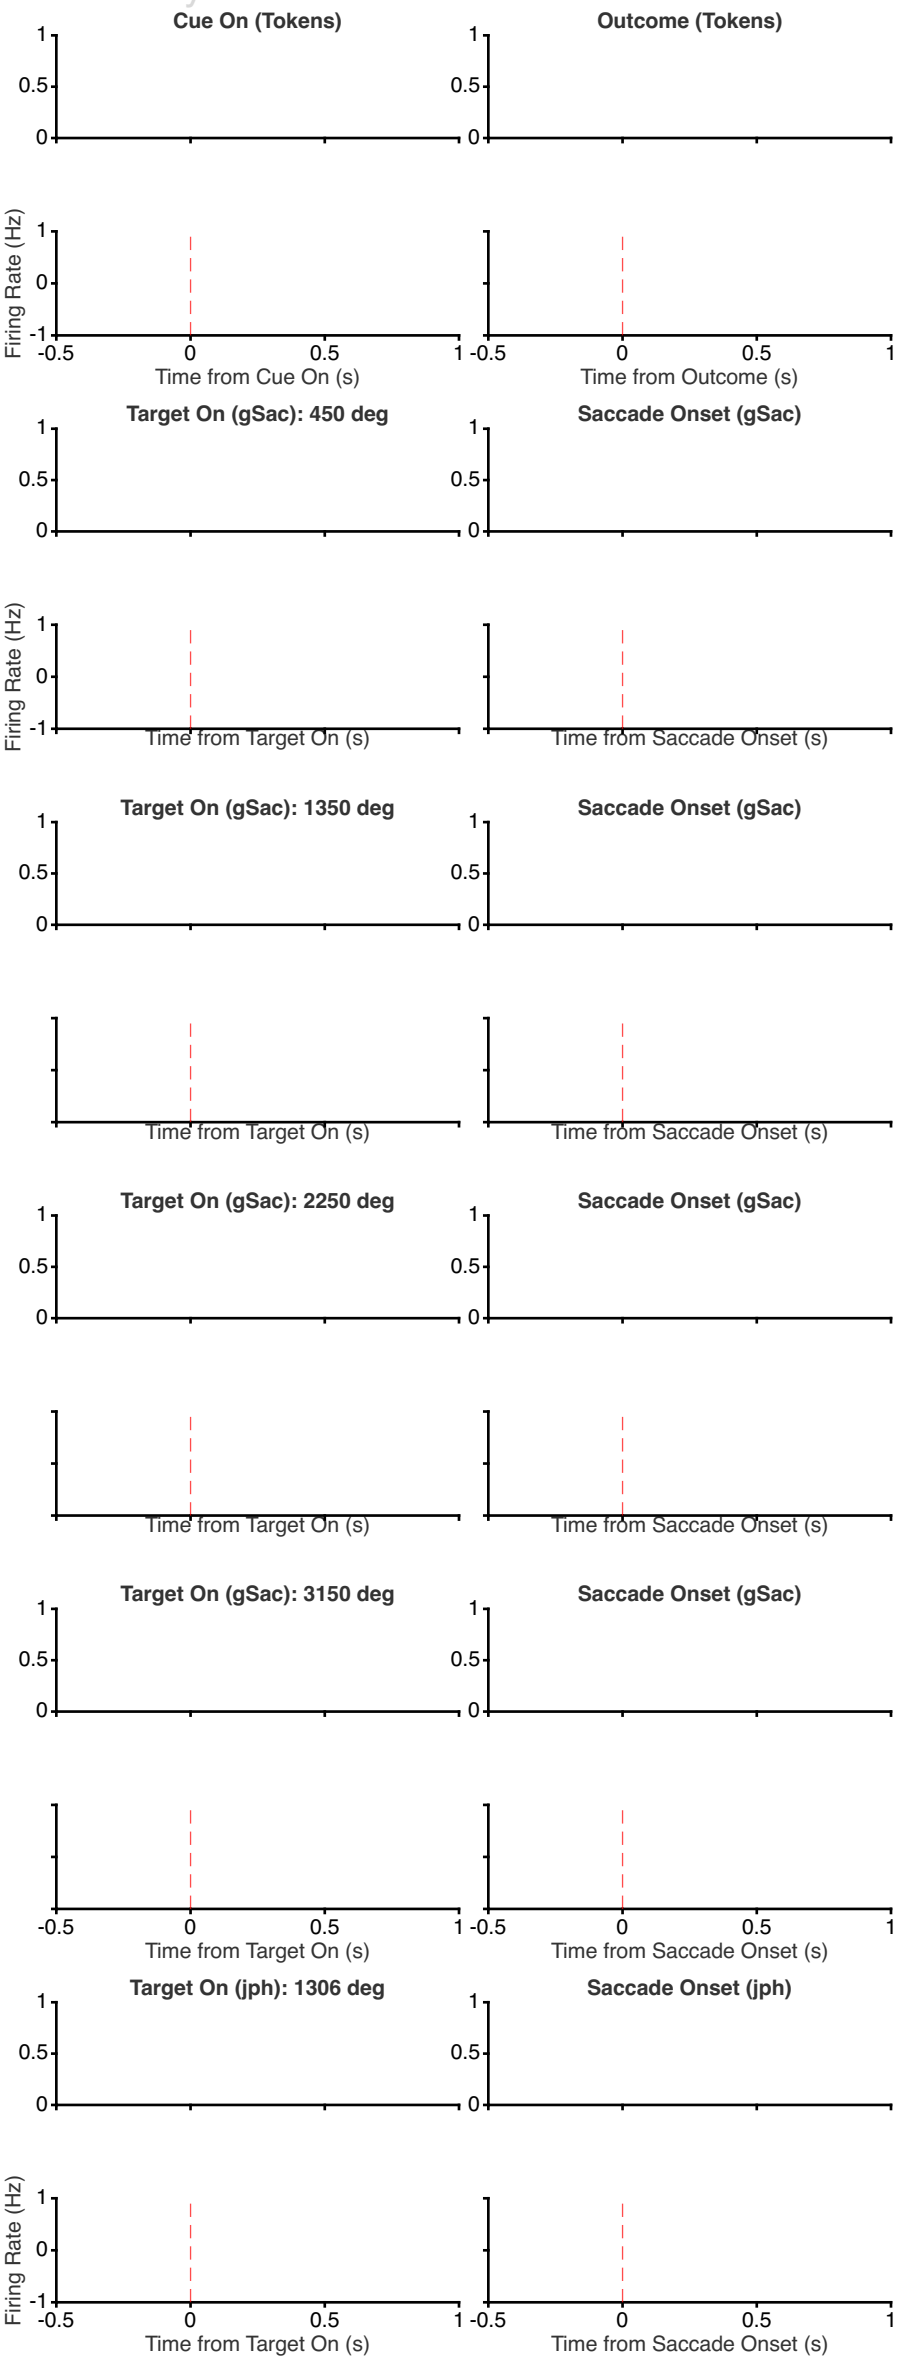 Cue On (Tokens) Outcome (Tokens)
1 1
0.5 0.5
0 0
Firing Rate (Hz)
1
0
-1
-0.5 0 0.5 1 -0.5 0 0.5 1
Time from Cue On (s) Time from Outcome (s)
Target On (gSac): 450 deg Saccade Onset (gSac)
1 1
0.5 0.5
0 0
Firing Rate (Hz)
1
0
-1
Time from Target On (s) Time from Saccade Onset (s)
Target On (gSac): 1350 deg Saccade Onset (gSac)
1 1
0.5 0.5
0 0
Time from Target On (s) Time from Saccade Onset (s)
Target On (gSac): 2250 deg Saccade Onset (gSac)
1 1
0.5 0.5
0 0
Time from Target On (s) Time from Saccade Onset (s)
Target On (gSac): 3150 deg Saccade Onset (gSac)
1 1
0.5 0.5
0 0
-0.5 0 0.5 1 -0.5 0 0.5 1
Time from Target On (s) Time from Saccade Onset (s)
Target On (jph): 1306 deg Saccade Onset (jph)
1 1
0.5 0.5
0 0
Firing Rate (Hz)
1
0
-1
-0.5 0 0.5 1 -0.5 0 0.5 1
Time from Target On (s) Time from Saccade Onset (s)